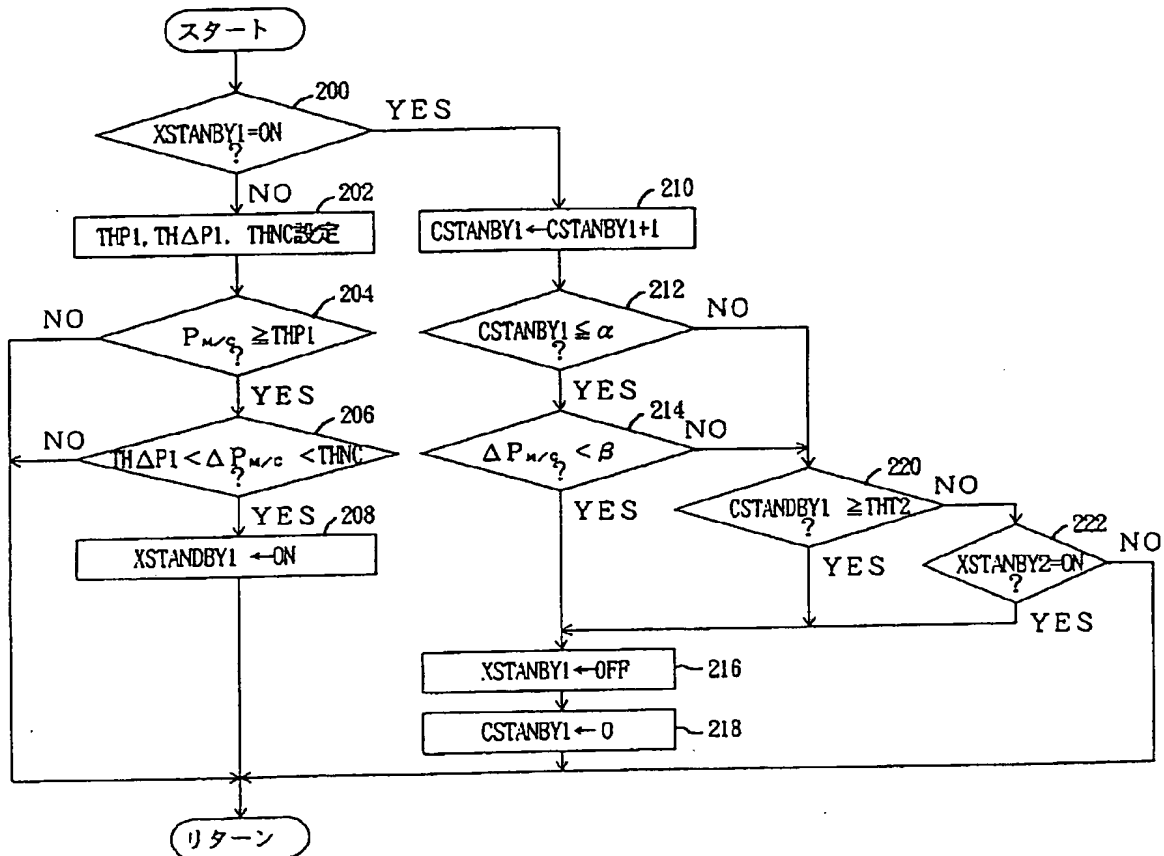 スタート
200
XSTANBY1=ON
?
YES
NO
202
THP1, THΔP1, THNC設定
210
CSTANBY1←CSTANBY1+1
204
NO
PM/C ≧THP1
?
YES
212
NO
CSTANBY1≦ α
?
YES
206
NO
THΔP1<Δ PM/C <THNC
?
YES
214
NO
Δ PM/C < β
?
YES
208
XSTANDBY1 ←ON
220
NO
CSTANDBY1 ≧THT2
?
YES
222
NO
XSTANBY2=ON
?
YES
XSTANBY1←OFF
216
CSTANBY1←0
218
リターン